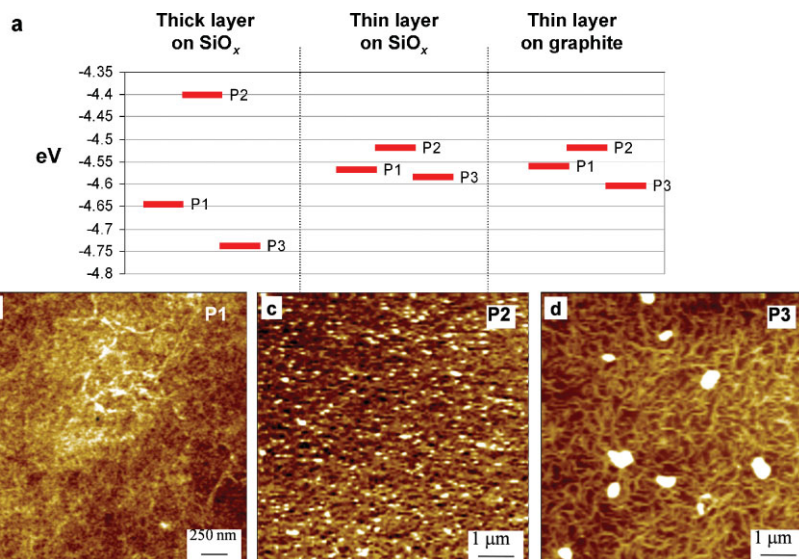 a
Thick layer
on SiOx
Thin layer
on SiOx
Thin layer
on graphite
eV
-4.35
-4.4
-4.45
-4.5
-4.55
-4.6
-4.65
-4.7
-4.75
-4.8
P2
P1
P3
P2
P1
P3
P2
P1
P3
P1
250 nm
c
P2
1 μm
d
P3
1 μm